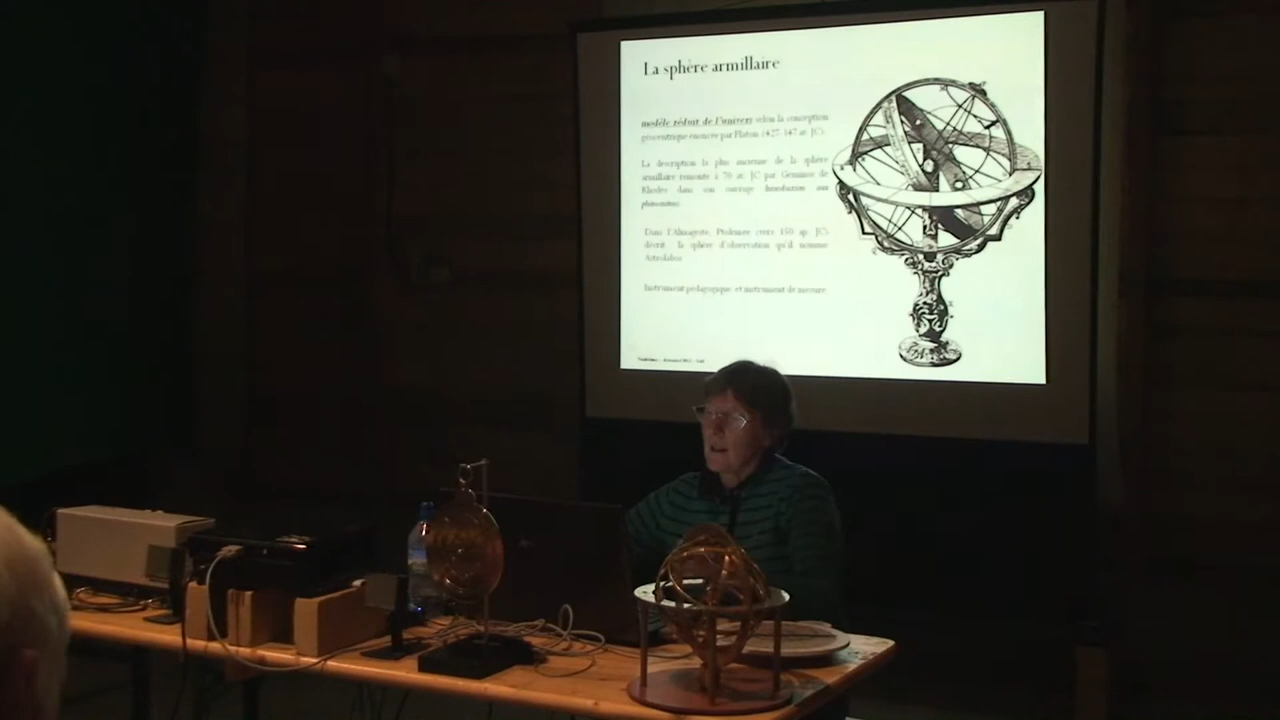 La sphère armillaire
modèle réduit de l'univers selon la conception
géocentrique énoncée par Platon (427-347 av. JC).
La description la plus ancienne de la sphère
armillaire remonte à 70 av. JC par Geminos de
Rhodes dans son ouvrage Introduction aux
phénomènes.
Dans l'Almageste, Ptolémée (vers 150 ap. JC)
décrit la sphère d'observation qu'il nomme
Astrolabos
Instrument pédagogique et instrument de mesure